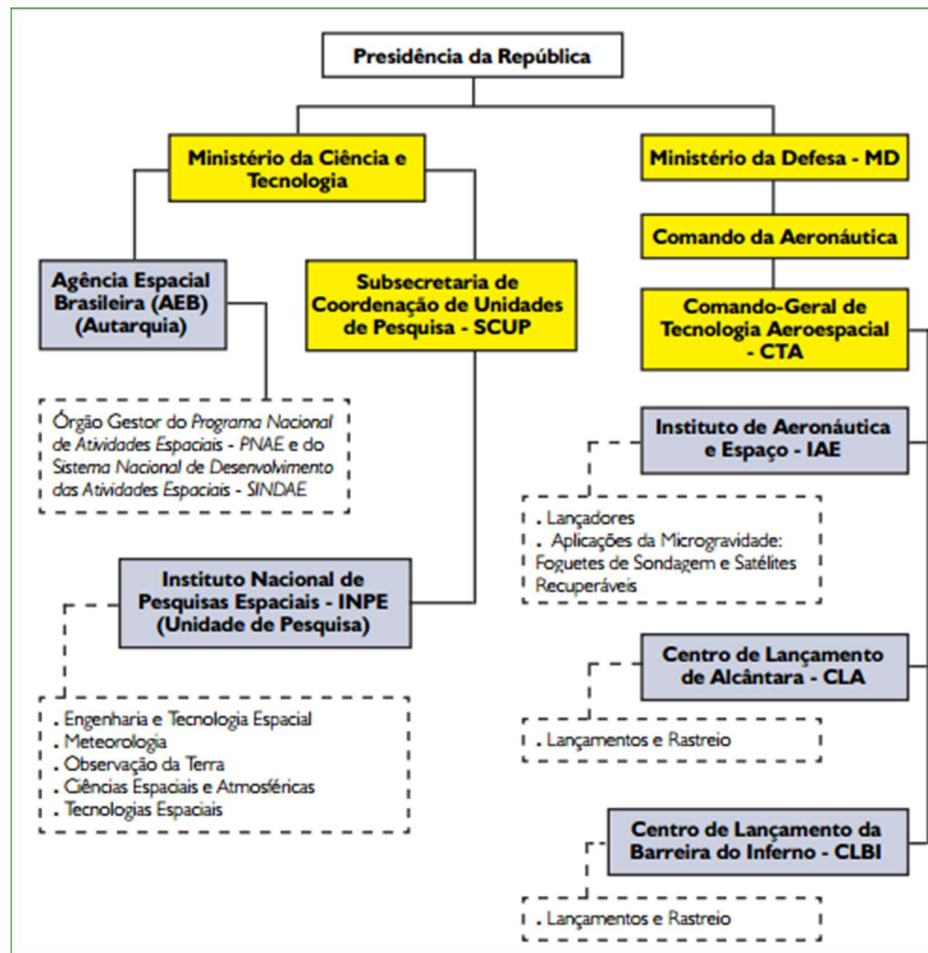 Presidência da República
Ministério da Ciência e
Tecnologia
Ministério da Defesa - MD
Comando da Aeronáutica
Agência Espacial
Brasileira (AEB)
(Autarquia)
Subsecretaria de
Coordenação de Unidades
de Pesquisa - SCUP
Comando-Geral de
Tecnologia Aeroespacial
- CTA
Órgão Gestor do Programa Nacional
de Atividades Espaciais - PNAE e do
Sistema Nacional de Desenvolvimento
das Atividades Espaciais - SINDAE
Instituto de Aeronáutica
e Espaço - IAE
. Lançadores
. Aplicações da Microgravidade:
Foguetes de Sondagem e Satélites
Recuperáveis
Instituto Nacional de
Pesquisas Espaciais - INPE
(Unidade de Pesquisa)
. Engenharia e Tecnologia Espacial
. Meteorologia
. Observação da Terra
. Ciências Espaciais e Atmosféricas
. Tecnologias Espaciais
Centro de Lançamento
de Alcântara - CLA
. Lançamentos e Rastreio
Centro de Lançamento da
Barreira do Inferno - CLBI
. Lançamentos e Rastreio